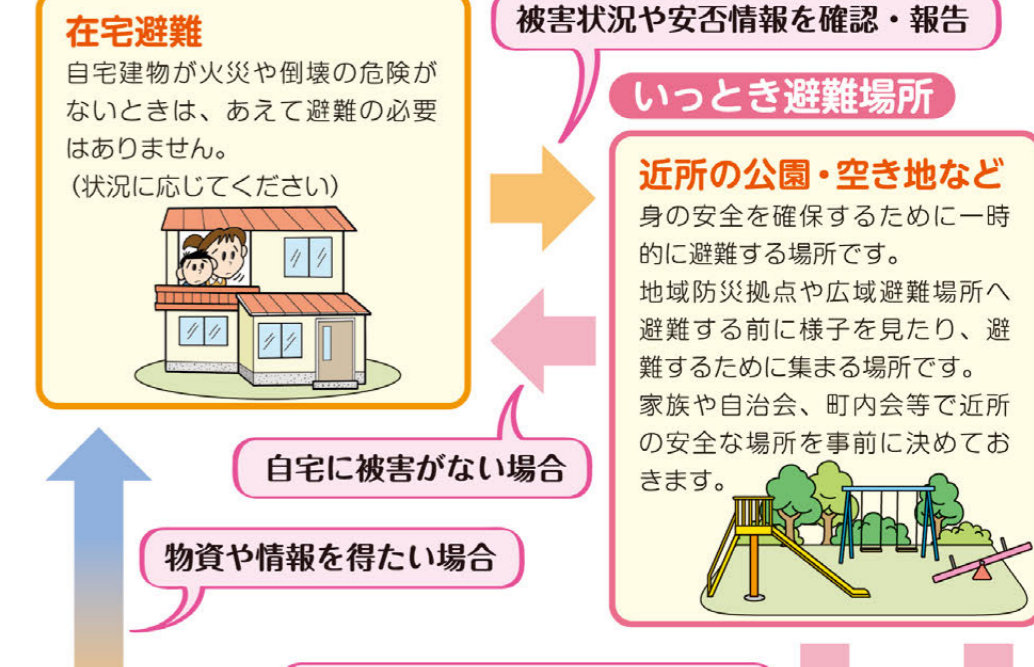 在宅避難
自宅建物が火災や倒壊の危険が
ないときは、あえて避難の必要
はありません。
(状況に応じてください)
被害状況や安否情報を確認・報告
いっとき避難場所
近所の公園・空き地など
身の安全を確保するために一時
的に避難する場所です。
地域防災拠点や広域避難場所へ
避難する前に様子を見たり、避
難するために集まる場所です。
家族や自治会、町内会等で近所
の安全な場所を事前に決めてお
きます。
自宅に被害がない場合
物資や情報を得たい場合